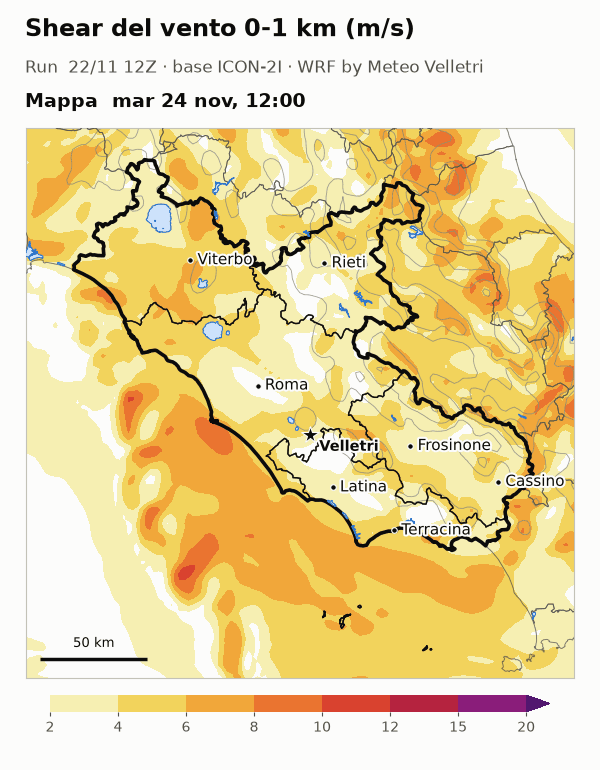 Shear del vento 0-1 km (m/s)
Run 22/11 12Z · base ICON-2I · WRF by Meteo Velletri
Mappa mar 24 nov, 12:00
Viterbo
Rieti
Roma
Velletri
Frosinone
Cassino
Latina
Terracina
50 km
2 4 6 8 10 12 15 20